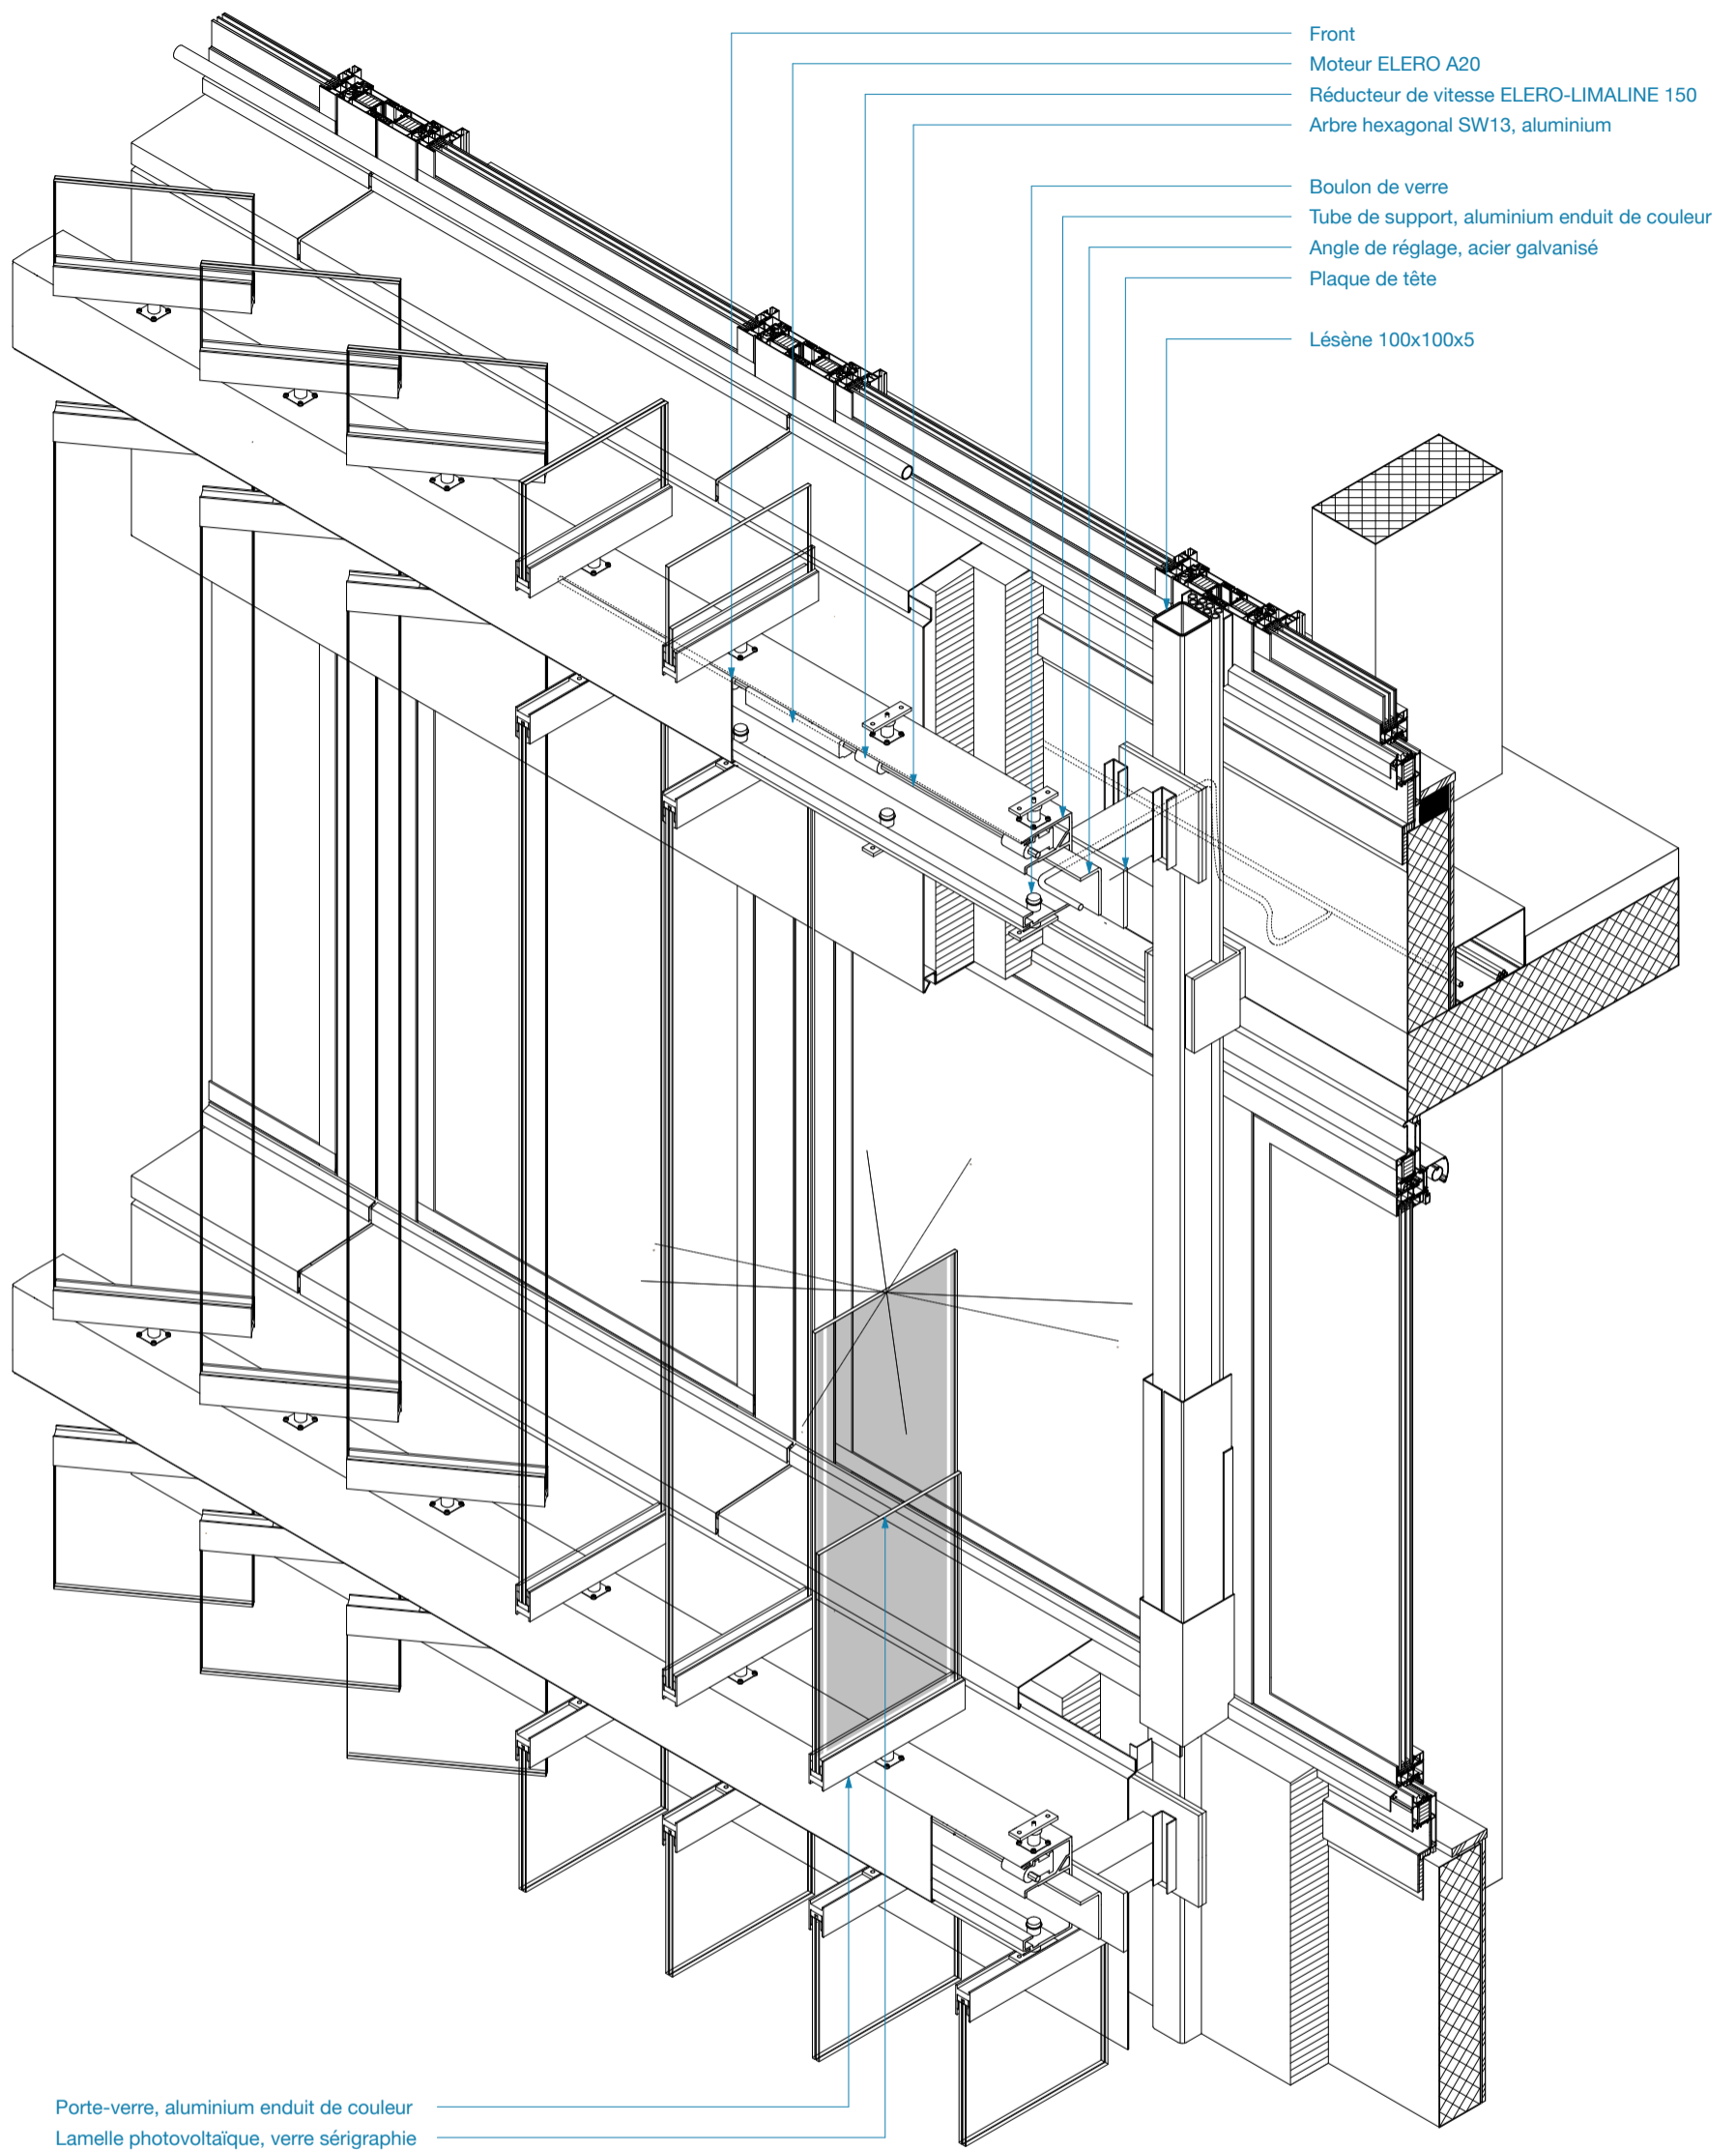 Front
Moteur ELERO A20
Réducteur de vitesse ELERO-LIMALINE 150
Arbre hexagonal SW13, aluminium
Boulon de verre
Tube de support, aluminium enduit de couleur
Angle de réglage, acier galvanisé
Plaque de tête
Lésène 100x100x5
Porte-verre, aluminium enduit de couleur
Lamelle photovoltaïque, verre sérigraphie